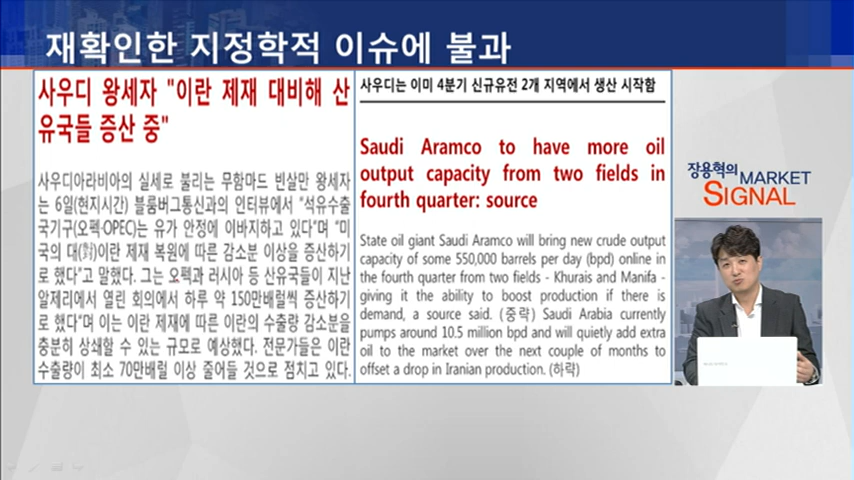 재확인한 지정학적 이슈에 불과
사우디 왕세자 "이란 제재 대비해 산
유국들 증산 중"
사우디아라비아의 실세로 불리는 무함마드 빈살만 왕세자
는 6일(현지시간) 블룸버그통신과의 인터뷰에서 "석유수출
국기구(오펙·OPEC)는 유가 안정에 이바지하고 있다"며 "미
국의 대(對)이란 제재 복원에 따른 감소분 이상을 증산하기
로 했다"고 말했다. 그는 오펙과 러시아 등 산유국들이 지난
알제리에서 열린 회의에서 하루 약 150만배럴씩 증산하기
로 했다"며 이는 이란 제재에 따른 이란의 수출량 감소분을
충분히 상쇄할 수 있는 규모로 예상했다. 전문가들은 이란
수출량이 최소 70만배럴 이상 줄어들 것으로 점치고 있다.
사우디는 이미 4분기 신규유전 2개 지역에서 생산 시작함
Saudi Aramco to have more oil
output capacity from two fields in
fourth quarter: source
State oil giant Saudi Aramco will bring new crude output
capacity of some 550,000 barrels per day (bpd) online in
the fourth quarter from two fields - Khurais and Manifa -
giving it the ability to boost production if there is
demand, a source said. (중략) Saudi Arabia currently
pumps around 10.5 million bpd and will quietly add extra
oil to the market over the next couple of months to
offset a drop in Iranian production. (하략)
장용혁의 MARKET
SIGNAL